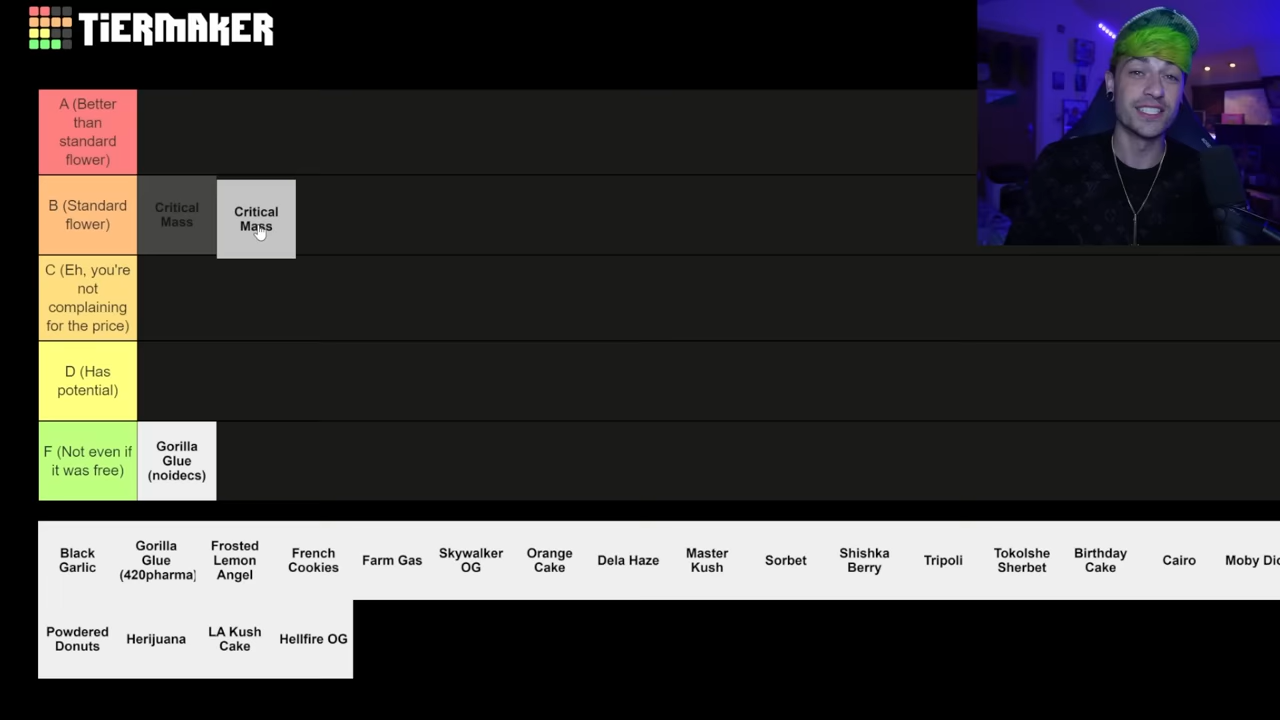 TiERMAKER
A (Better
than
standard
flower)
B (Standard
flower)
Critical
Mass
Critical
Mass
C (Eh, you're
not
complaining
for the price)
D (Has
potential)
F (Not even if
it was free)
Gorilla
Glue
(noidecs)
Black
Garlic
Gorilla
Glue
(420pharma)
Frosted
Lemon
Angel
French
Cookies
Farm Gas
Skywalker
OG
Orange
Cake
Dela Haze
Master
Kush
Sorbet
Shishka
Berry
Tripoli
Tokolshe
Sherbet
Birthday
Cake
Cairo
Moby
Powdered
Donuts
Herijuana
LA Kush
Cake
Hellfire OG